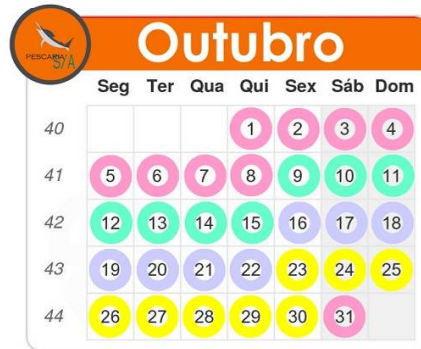 PESCARIA
S/A
Outubro
Seg Ter Qua Qui Sex Sáb Dom
40 1 2 3 4
41 5 6 7 8 9 10 11
42 12 13 14 15 16 17 18
43 19 20 21 22 23 24 25
44 26 27 28 29 30 31